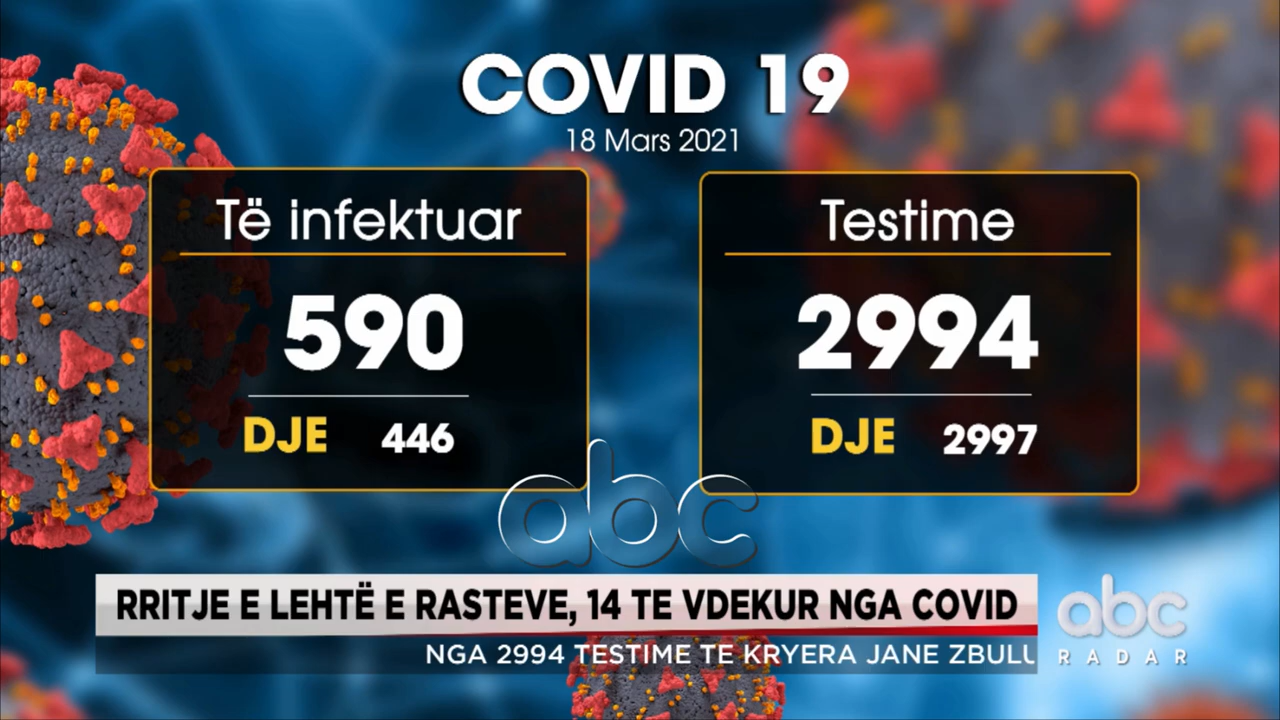 COVID 19
18 Mars 2021
Të infektuar
590
DJE 446
Testime
2994
DJE 2997
abc
RRITJE E LEHTË E RASTEVE, 14 TE VDEKUR NGA COVID
NGA 2994 TESTIME TE KRYERA JANE
abc
RADAR